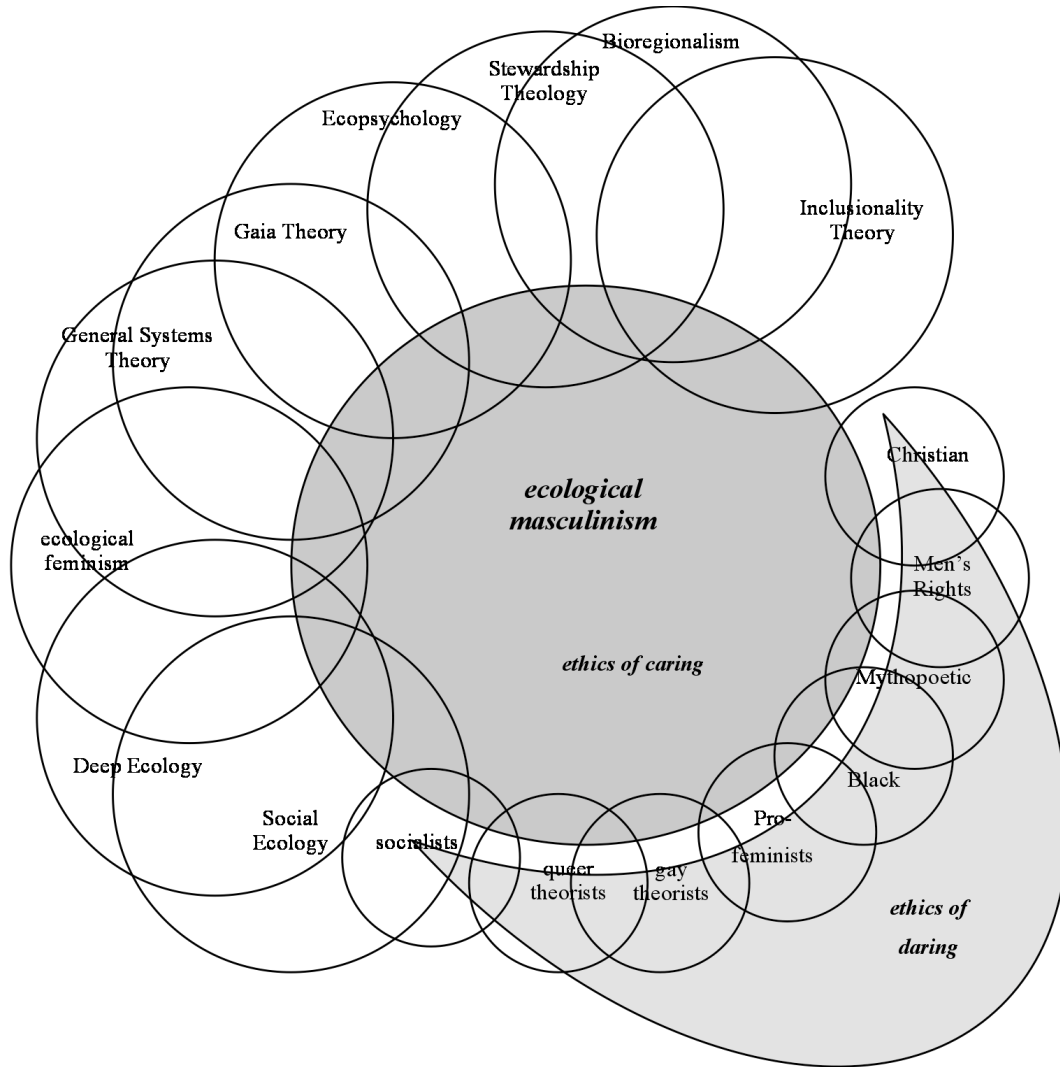 Bioregionalism
Stewardship
Theology
Ecopsychology
Inclusionality
Theory
Gaia Theory
General Systems
Theory
Christian
ecological
masculinism
ecological
feminism
Men's
Rights
ethics of caring
Mythopoetic
Deep Ecology
Black
Social
Ecology
socialists
Pro-
feminists
queer
theorists
gay
theorists
ethics of
daring